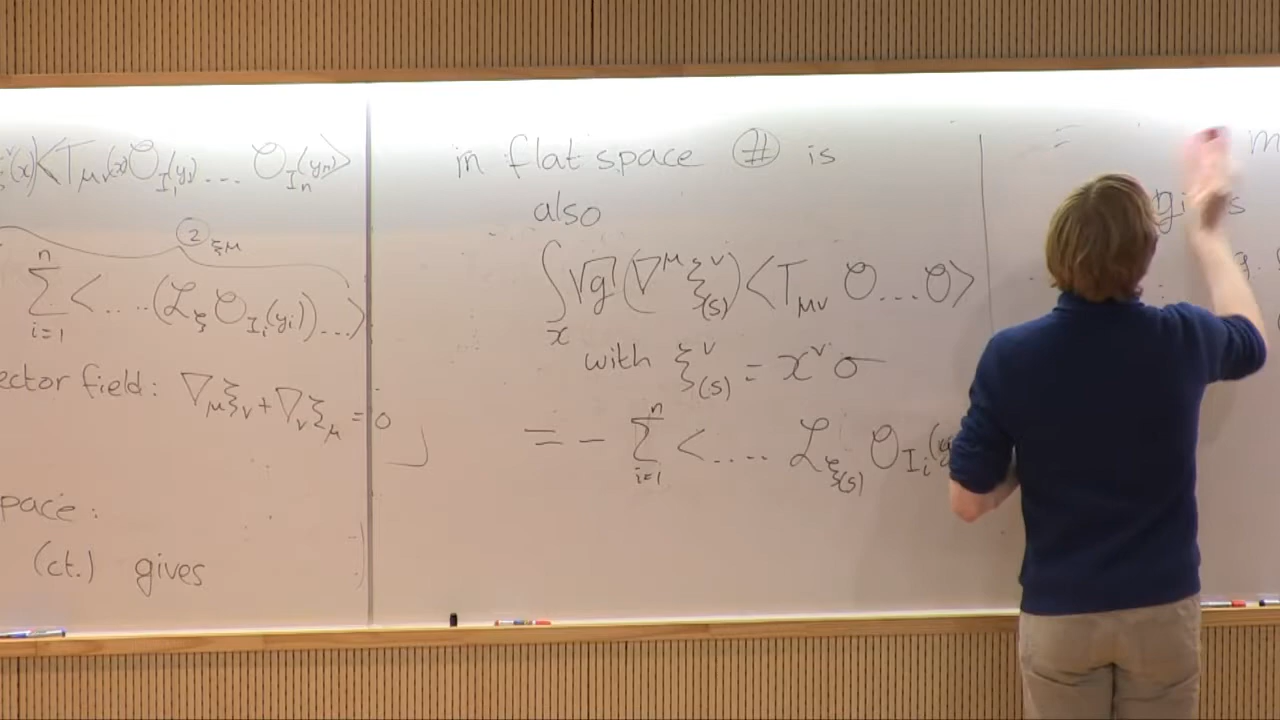 ξ^ν(x)⟨T_{μν}(x) O_{I_1}(y_1) .... O_{I_n}(y_n)⟩
② ξ^μ
∑_{i=1}^{n} <....(ℒ_ξ O_{I_i}(y_i))...⟩
ector field: ∇_μ ξ_ν + ∇_ν ξ_μ = 0
pace:
(ct.) gives
in flat space (#) is
also
∫_x √g (∇^μ ξ^ν_{(s)}) ⟨T_{μν} O...O⟩
with ξ^ν_{(s)} = x^ν σ
= - ∑_{i=1}^{n} <.... ℒ_{ξ_{(s)}} O_{I_i}(y
=